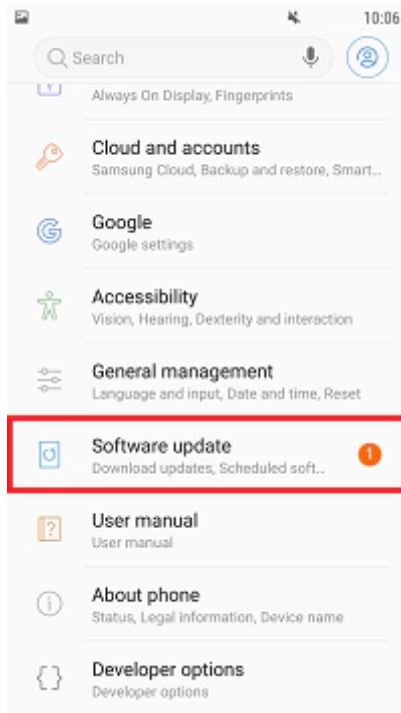 10:06
Search
Always On Display, Fingerprints
Cloud and accounts
Samsung Cloud, Backup and restore, Smart...
Google
Google settings
Accessibility
Vision, Hearing, Dexterity and interaction
General management
Language and input, Date and time, Reset
Software update
1
Download updates, Scheduled soft...
User manual
User manual
About phone
Status, Legal information, Device name
Developer options
Developer options